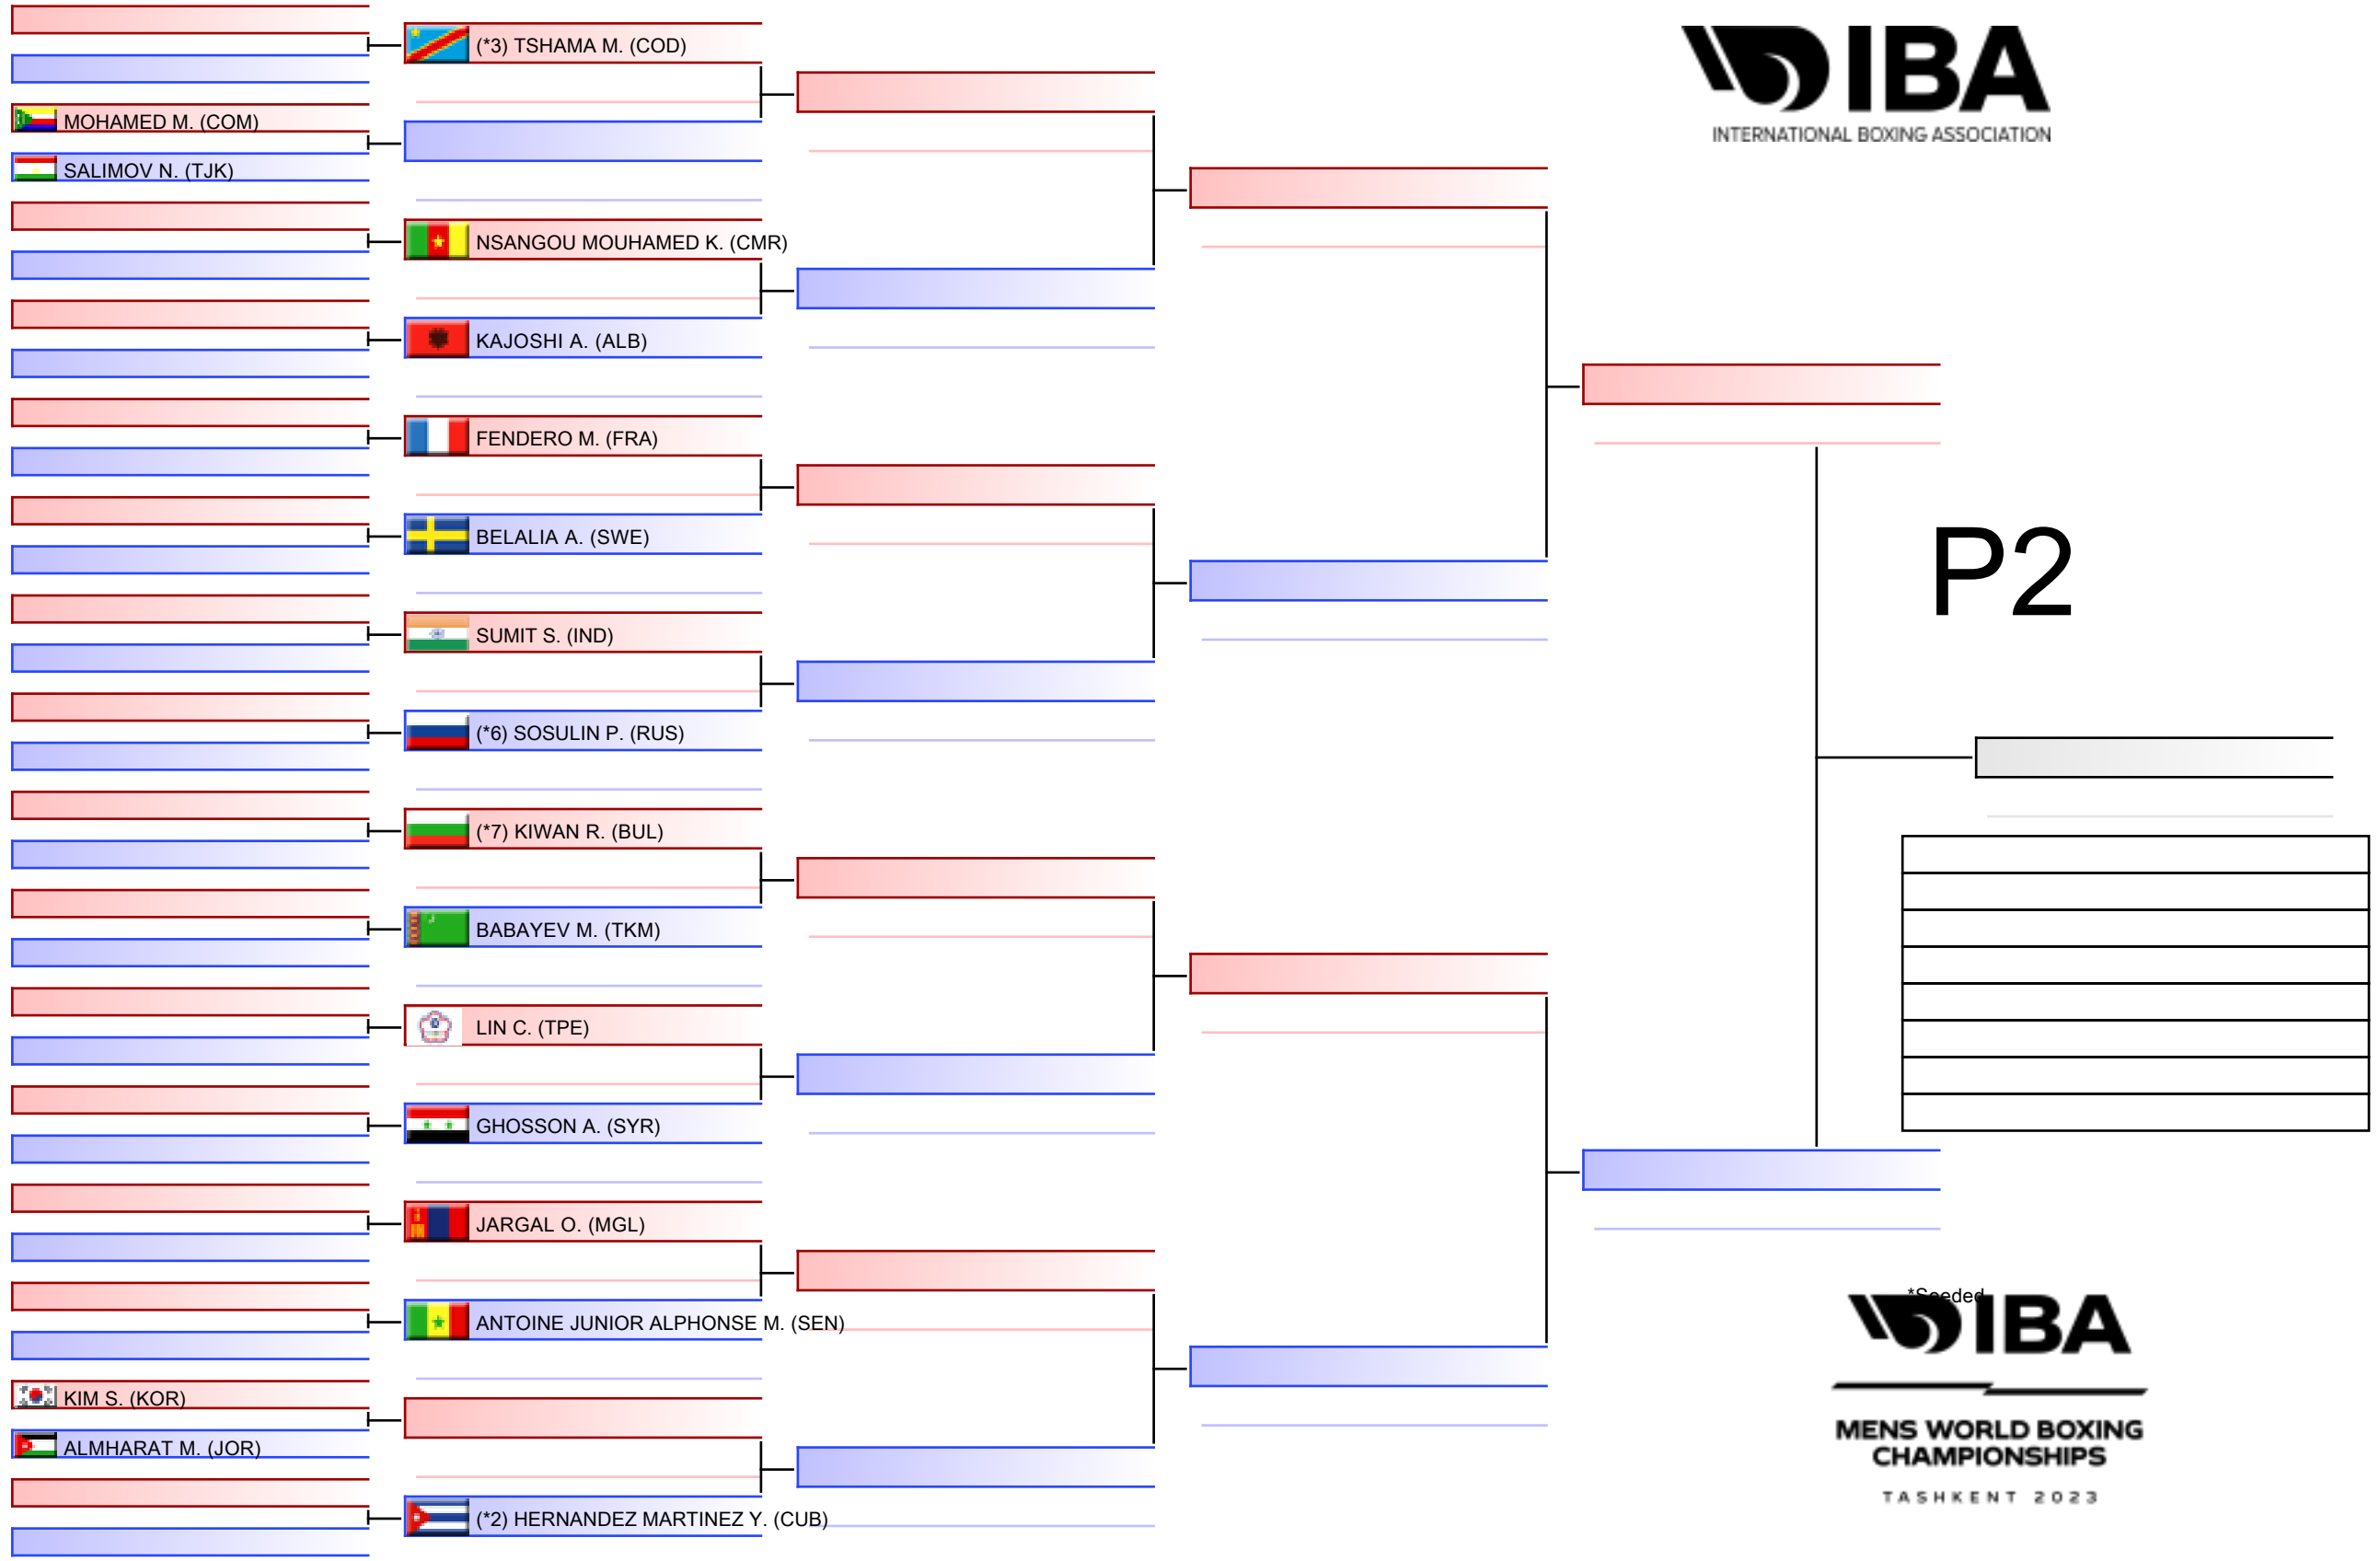 (*3) TSHAMA M. (COD)
MOHAMED M. (COM)
SALIMOV N. (TJK)
NSANGOU MOUHAMED K. (CMR)
KAJOSHI A. (ALB)
FENDERO M. (FRA)
BELALIA A. (SWE)
SUMIT S. (IND)
(*6) SOSULIN P. (RUS)
(*7) KIWAN R. (BUL)
BABAYEV M. (TKM)
LIN C. (TPE)
GHOSSON A. (SYR)
JARGAL O. (MGL)
ANTOINE JUNIOR ALPHONSE M. (SEN)
KIM S. (KOR)
ALMHARAT M. (JOR)
(*2) HERNANDEZ MARTINEZ Y. (CUB)
IBA
INTERNATIONAL BOXING ASSOCIATION
P2
*Seeded
IBA
MENS WORLD BOXING
CHAMPIONSHIPS
TASHKENT 2023